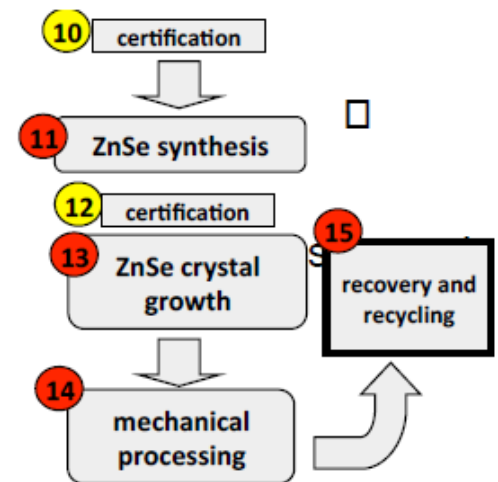 10
certification
11
ZnSe synthesis
12
certification
13
ZnSe crystal
growth
15
recovery and
recycling
14
mechanical
processing